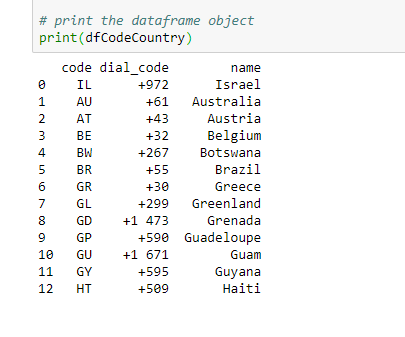 # print the dataframe object
print(dfCodeCountry)
code dial_code name
0 IL +972 Israel
1 AU +61 Australia
2 AT +43 Austria
3 BE +32 Belgium
4 BW +267 Botswana
5 BR +55 Brazil
6 GR +30 Greece
7 GL +299 Greenland
8 GD +1 473 Grenada
9 GP +590 Guadeloupe
10 GU +1 671 Guam
11 GY +595 Guyana
12 HT +509 Haiti